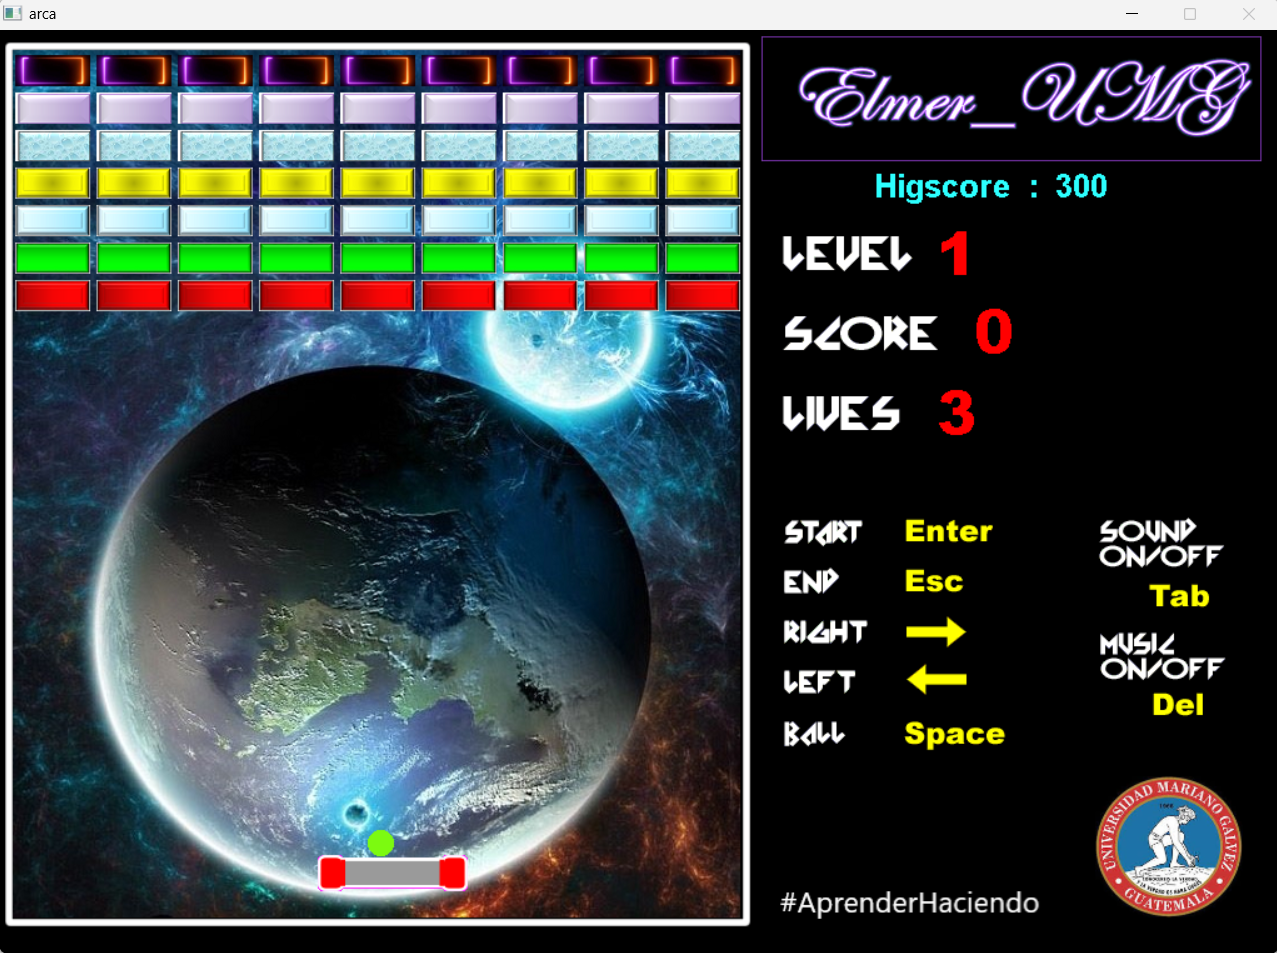 arca
Elmer_UMG
Higscore : 300
LEVEL 1
SCORE 0
LIVES 3
START Enter
END Esc
RIGHT
LEFT
BALL Space
SOUND
ON/OFF
Tab
MUSIC
ON/OFF
Del
#AprenderHaciendo
UNIVERSIDAD MARIANO GALVEZ
GUATEMALA